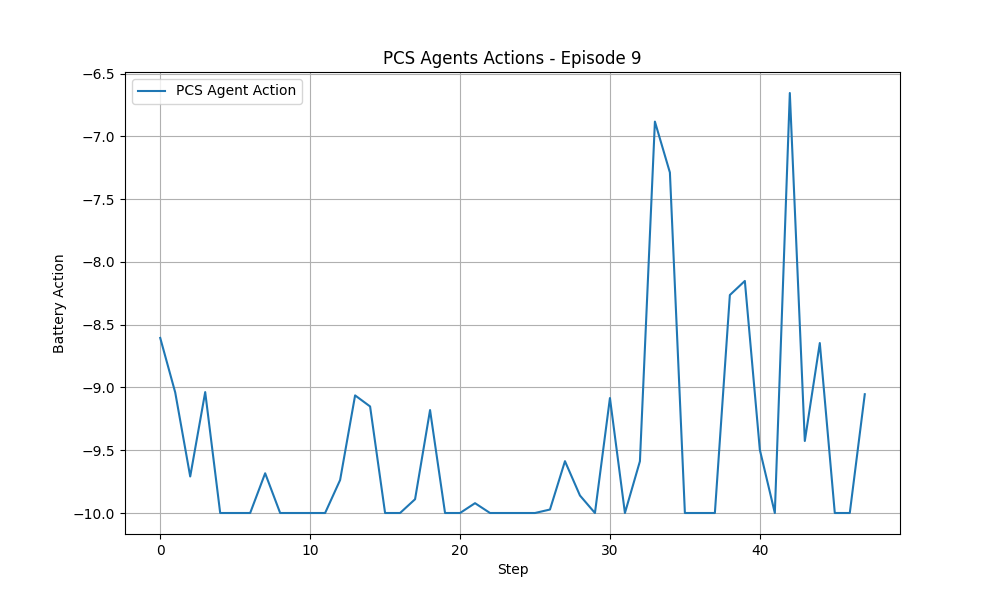 PCS Agents Actions - Episode 9
PCS Agent Action
−6.5
−7.0
−7.5
−8.0
−8.5
−9.0
−9.5
−10.0
Battery Action
0 10 20 30 40
Step